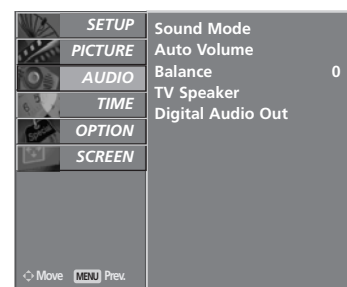 SETUP
PICTURE
AUDIO
TIME
OPTION
SCREEN
Sound Mode
Auto Volume
Balance 0
TV Speaker
Digital Audio Out
Move MENU Prev.